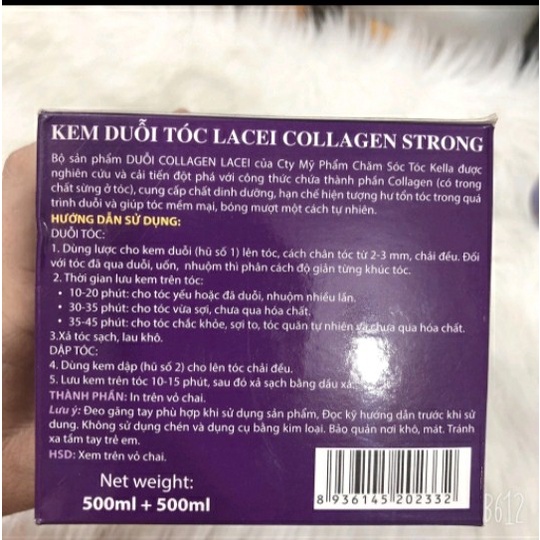 KEM DUỖI TÓC LACEI COLLAGEN STRONG
Bộ sản phẩm DUỖI COLLAGEN LACEI của Cty Mỹ Phẩm Chăm Sóc Tóc Kella được
nghiên cứu và cải tiến đột phá với công thức chứa thành phần Collagen (có trong
chất sừng ở tóc), cung cấp chất dinh dưỡng, hạn chế hiện tượng hư tổn tóc trong quá
trình duỗi và giúp tóc mềm mại, bóng mượt một cách tự nhiên.
HƯỚNG DẪN SỬ DỤNG:
DUỖI TÓC:
1. Dùng lược cho kem duỗi (hũ số 1) lên tóc, cách chân tóc từ 2-3 mm, chải đều. Đối
với tóc đã qua duỗi, uốn, nhuộm thì phân cách độ giãn từng khúc tóc.
2. Thời gian lưu kem trên tóc:
• 10-20 phút: cho tóc yếu hoặc đã duỗi, nhuộm nhiều lần.
• 30-35 phút: cho tóc vừa sợi, chưa qua hóa chất.
• 35-45 phút: cho tóc chắc khỏe, sợi to, tóc quăn tự nhiên và chưa qua hóa chất.
3.Xả tóc sạch, lau khô.
DẬP TÓC:
4. Dùng kem dập (hũ số 2) cho lên tóc chải đều.
5. Lưu kem trên tóc 10-15 phút, sau đó xả sạch bằng dầu xả.
THÀNH PHẦN: In trên vỏ chai.
Lưu ý: Đeo găng tay phù hợp khi sử dụng sản phẩm, Đọc kỹ hướng dẫn trước khi sử
dung. Không sử dụng chén và dụng cụ bằng kim loại. Bảo quản nơi khô, mát. Tránh
xa tầm tay trẻ em.
HSD: Xem trên vỏ chai.
Net weight:
500ml + 500ml
8 936145 202332
B612